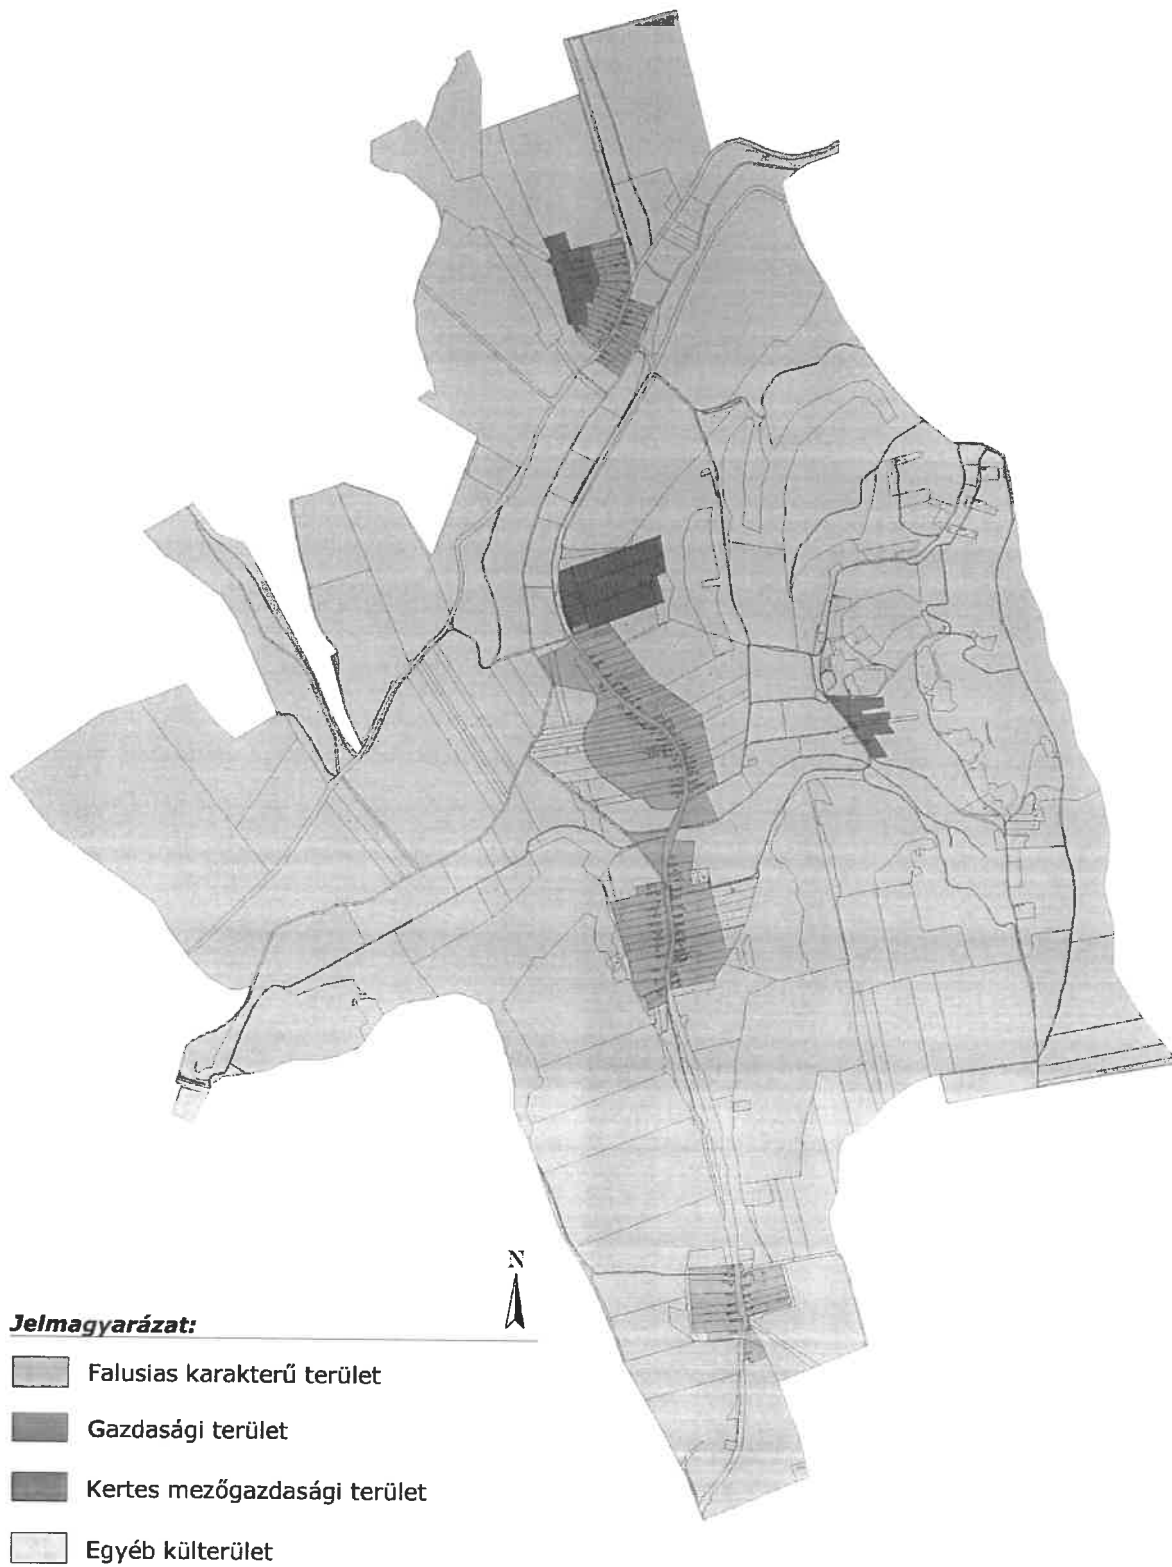 N
Jelmagyarázat:
Falusias karakterű terület
Gazdasági terület
Kertes mezőgazdasági terület
Egyéb külterület